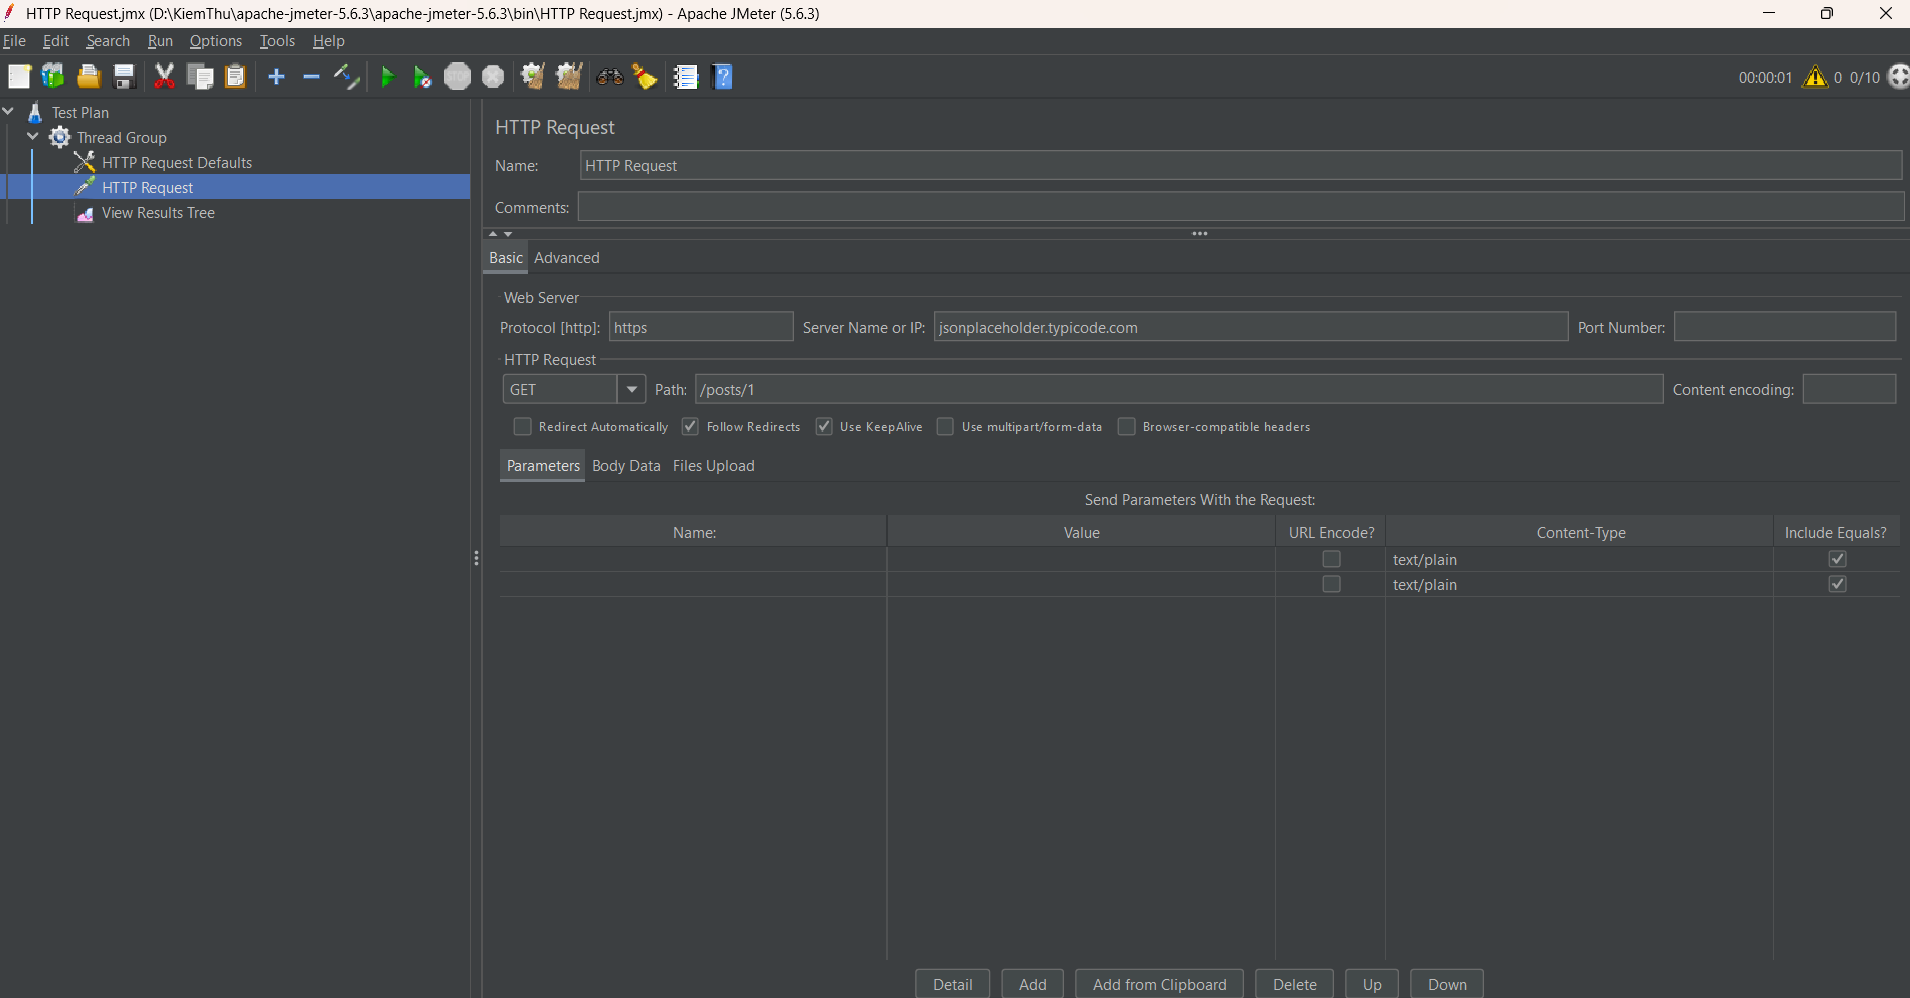 HTTP Request.jmx (D:\KiemThu\apache-jmeter-5.6.3\apache-jmeter-5.6.3\bin\HTTP Request.jmx) - Apache JMeter (5.6.3)
File Edit Search Run Options Tools Help
STOP ? 00:00:01 0 0/10
Test Plan
Thread Group
HTTP Request Defaults
HTTP Request
View Results Tree
HTTP Request
Name: HTTP Request
Comments:
Basic Advanced
Web Server
Protocol [http]: https Server Name or IP: jsonplaceholder.typicode.com Port Number:
HTTP Request
GET Path: /posts/1 Content encoding:
Redirect Automatically Follow Redirects Use KeepAlive Use multipart/form-data Browser-compatible headers
Parameters Body Data Files Upload
Send Parameters With the Request:
Name: Value URL Encode? Content-Type Include Equals?
text/plain
text/plain
Detail Add Add from Clipboard Delete Up Down